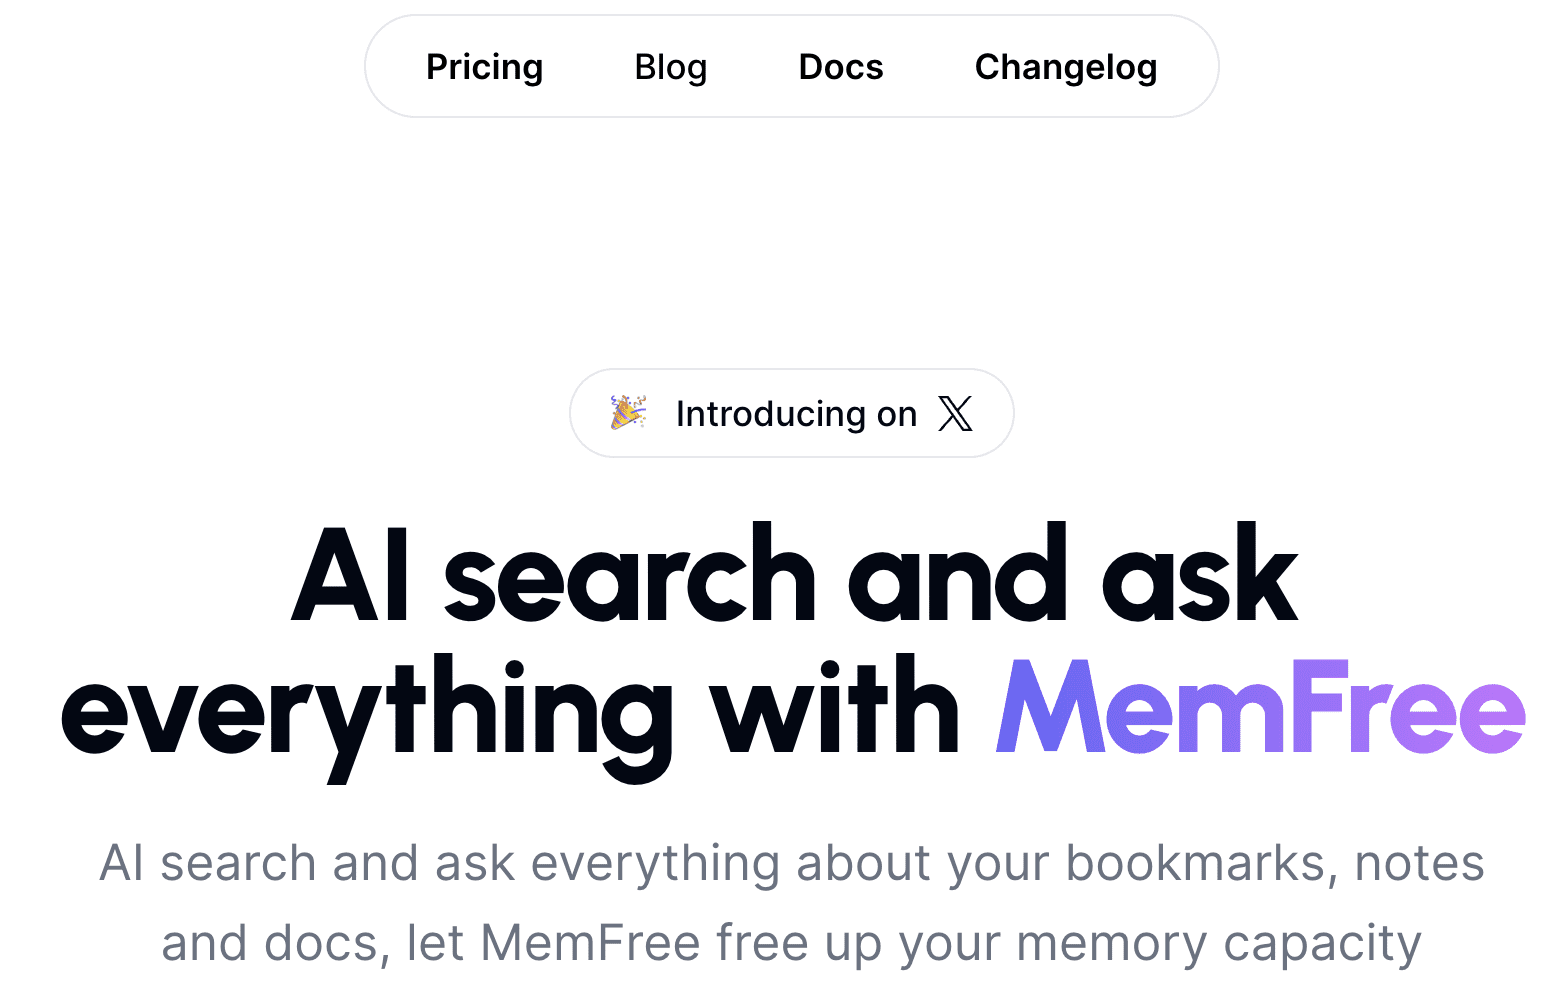 Pricing Blog Docs Changelog
🎉 Introducing on X
AI search and ask
everything with MemFree
AI search and ask everything about your bookmarks, notes
and docs, let MemFree free up your memory capacity